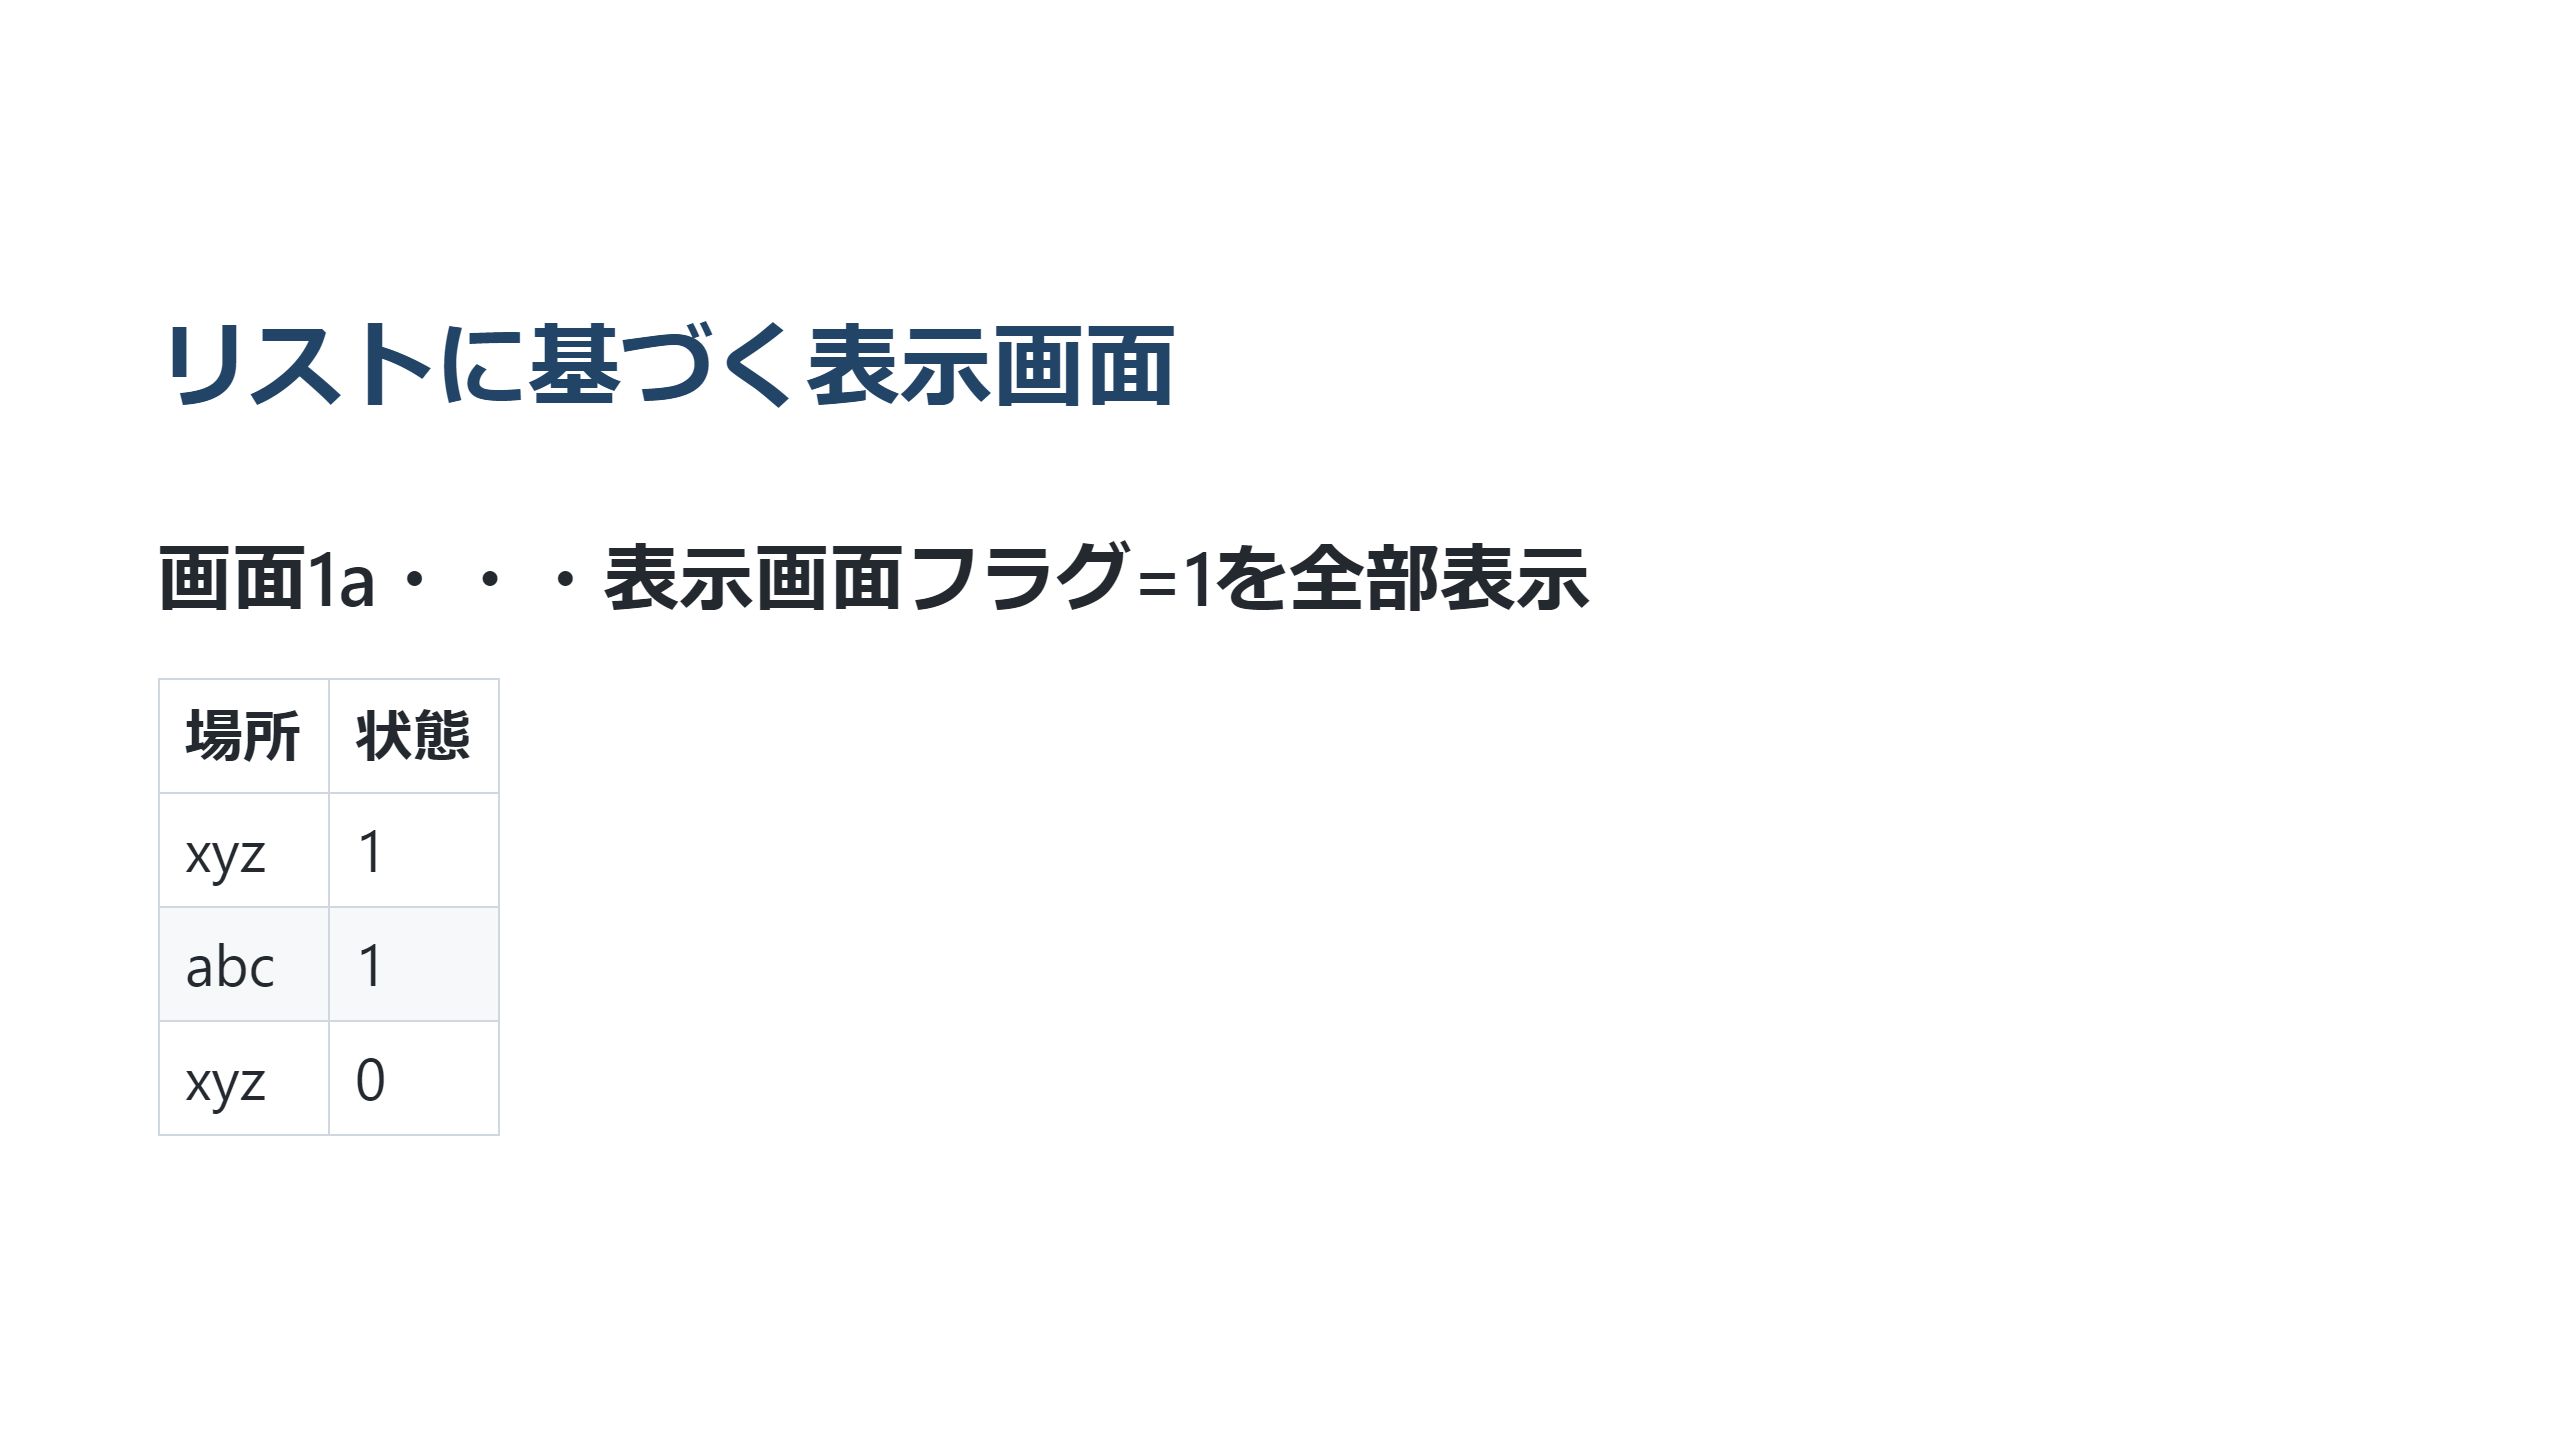 リストに基づく表示画面
画面1a・・・表示画面フラグ=1を全部表示
場所 状態
xyz 1
abc 1
xyz 0